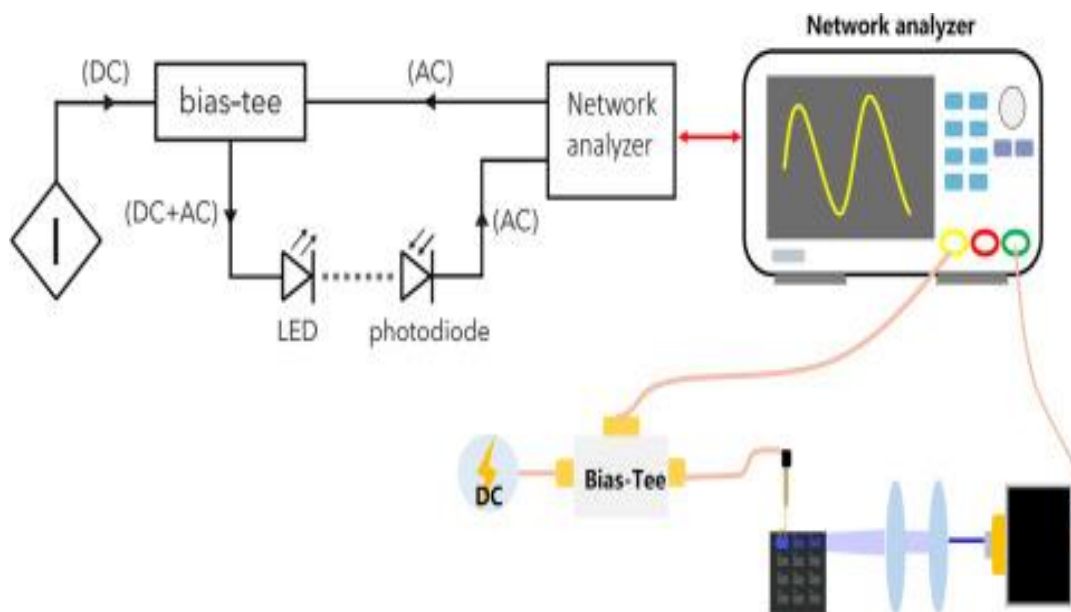 Network analyzer
(DC)
(AC)
bias-tee
Network
analyzer
(DC+AC)
(AC)
I
LED
photodiode
DC
Bias-Tee